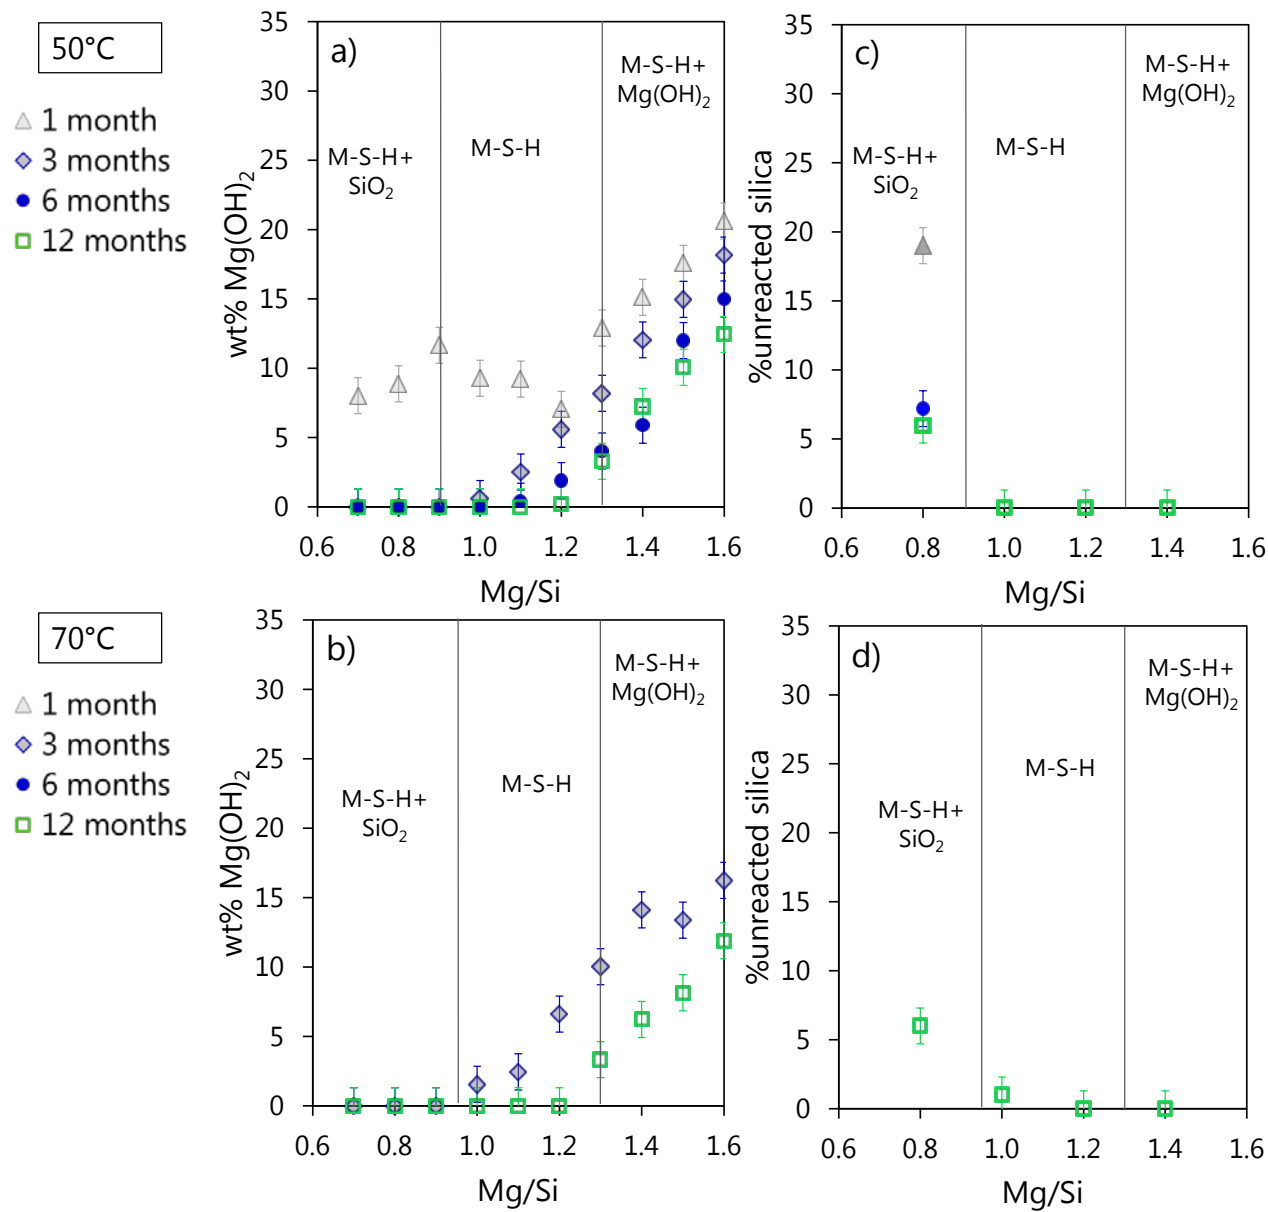 50°C
1 month
3 months
6 months
12 months
a)
wt% Mg(OH)₂
35
30
25
20
15
10
5
0
M-S-H+
SiO₂
M-S-H
M-S-H+
Mg(OH)₂
0.6
0.8
1.0
1.2
1.4
1.6
Mg/Si
c)
%unreacted silica
35
30
25
20
15
10
5
0
M-S-H+
SiO₂
M-S-H
M-S-H+
Mg(OH)₂
0.6
0.8
1.0
1.2
1.4
1.6
Mg/Si
70°C
1 month
3 months
6 months
12 months
b)
wt% Mg(OH)₂
35
30
25
20
15
10
5
0
M-S-H+
SiO₂
M-S-H
M-S-H+
Mg(OH)₂
0.6
0.8
1.0
1.2
1.4
1.6
Mg/Si
d)
%unreacted silica
35
30
25
20
15
10
5
0
M-S-H+
SiO₂
M-S-H
M-S-H+
Mg(OH)₂
0.6
0.8
1.0
1.2
1.4
1.6
Mg/Si